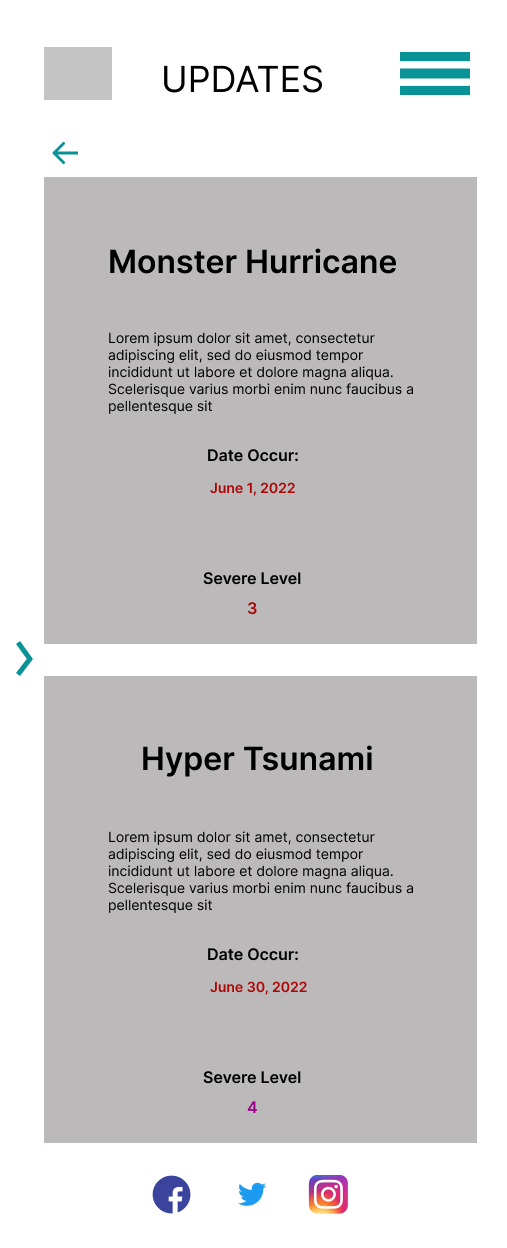 UPDATES
Monster Hurricane
Lorem ipsum dolor sit amet, consectetur
adipiscing elit, sed do eiusmod tempor
incididunt ut labore et dolore magna aliqua.
Scelerisque varius morbi enim nunc faucibus a
pellentesque sit
Date Occur:
June 1, 2022
Severe Level
3
Hyper Tsunami
Lorem ipsum dolor sit amet, consectetur
adipiscing elit, sed do eiusmod tempor
incididunt ut labore et dolore magna aliqua.
Scelerisque varius morbi enim nunc faucibus a
pellentesque sit
Date Occur:
June 30, 2022
Severe Level
4